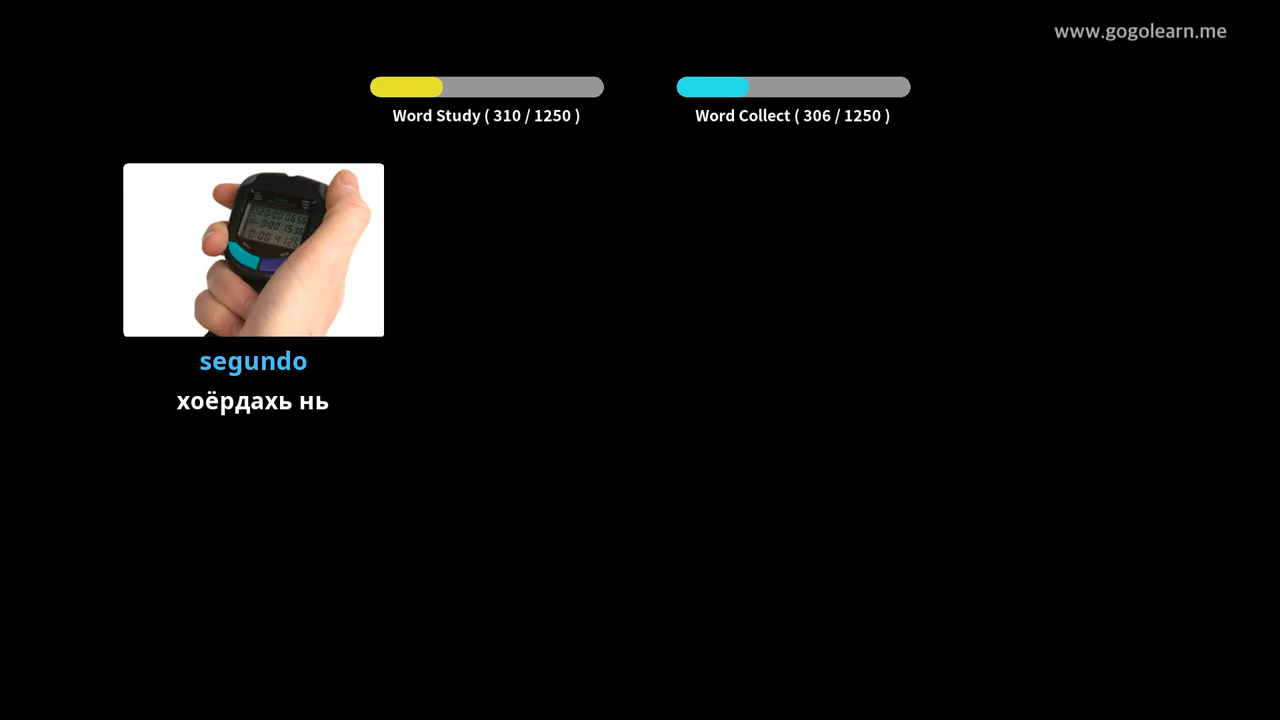 www.gogolearn.me
Word Study ( 310 / 1250 )
Word Collect ( 306 / 1250 )
segundo
хоёрдахь нь